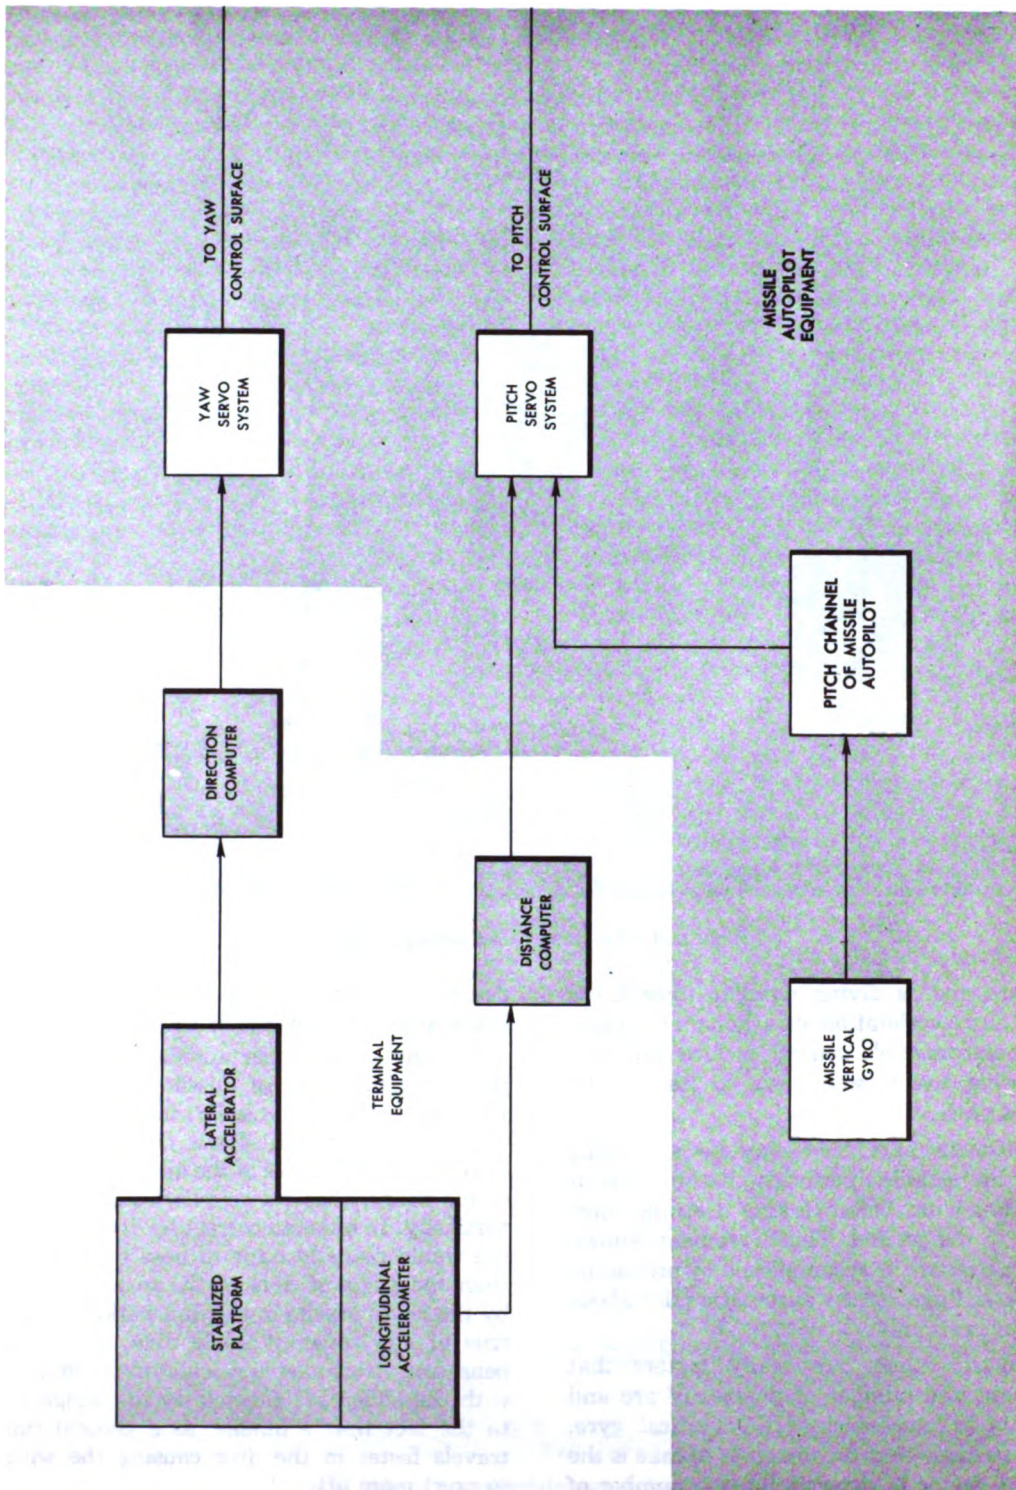 STABILIZED
PLATFORM
LATERAL
ACCELERATOR
DIRECTION
COMPUTER
YAW
SERVO
SYSTEM
TO YAW
CONTROL SURFACE
LONGITUDINAL
ACCELEROMETER
TERMINAL
EQUIPMENT
DISTANCE
COMPUTER
PITCH
SERVO
SYSTEM
TO PITCH
CONTROL SURFACE
MISSILE
VERTICAL
GYRO
PITCH CHANNEL
OF MISSILE
AUTOPILOT
MISSILE
AUTOPILOT
EQUIPMENT